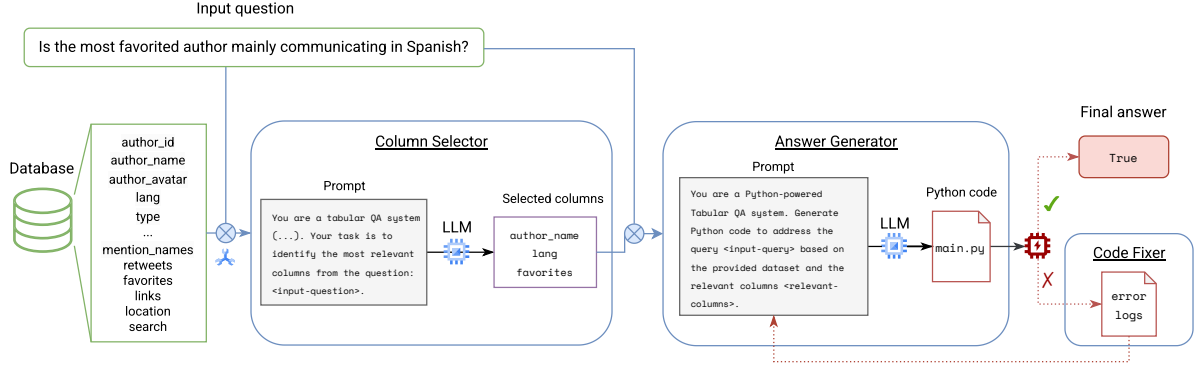 Input question
Is the most favorited author mainly communicating in Spanish?
Database
author_id
author_name
author_avatar
lang
type
...
mention_names
retweets
favorites
links
location
search
Column Selector
Prompt
You are a tabular QA system
(...). Your task is to
identify the most relevant
columns from the question:
<input-question>.
LLM
Selected columns
author_name
lang
favorites
Answer Generator
Prompt
You are a Python-powered
Tabular QA system. Generate
Python code to address the
query <input-query> based on
the provided dataset and the
relevant columns <relevant-
columns>.
LLM
Python code
main.py
Final answer
True
Code Fixer
error
logs